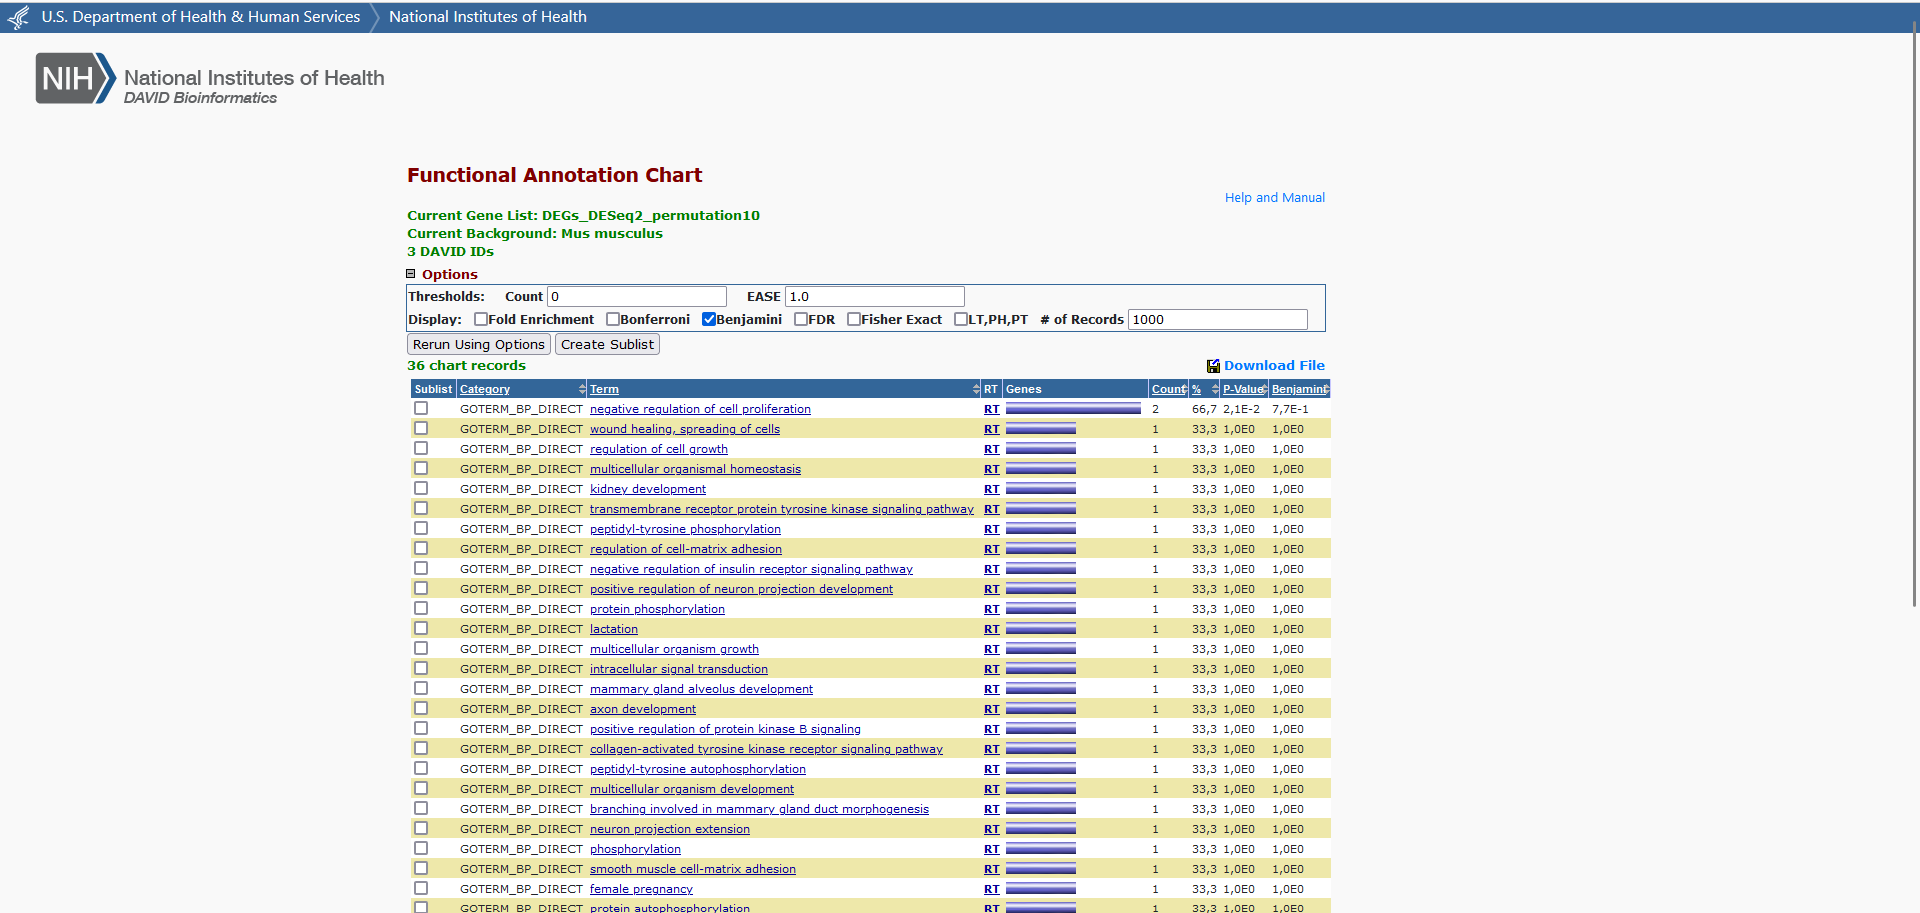 U.S. Department of Health & Human Services National Institutes of Health
NIH National Institutes of Health
DAVID Bioinformatics
Functional Annotation Chart
Help and Manual
Current Gene List: DEGs_DESeq2_permutation10
Current Background: Mus musculus
3 DAVID IDs
Options
Thresholds: Count 0 EASE 1.0
Display: Fold Enrichment Bonferroni Benjamini FDR Fisher Exact LT,PH,PT # of Records 1000
Rerun Using Options Create Sublist
36 chart records Download File
Sublist Category Term RT Genes Count % P-Value Benjamini
GOTERM_BP_DIRECT negative regulation of cell proliferation RT 2 66,7 2,1E-2 7,7E-1
GOTERM_BP_DIRECT wound healing, spreading of cells RT 1 33,3 1,0E0 1,0E0
GOTERM_BP_DIRECT regulation of cell growth RT 1 33,3 1,0E0 1,0E0
GOTERM_BP_DIRECT multicellular organismal homeostasis RT 1 33,3 1,0E0 1,0E0
GOTERM_BP_DIRECT kidney development RT 1 33,3 1,0E0 1,0E0
GOTERM_BP_DIRECT transmembrane receptor protein tyrosine kinase signaling pathway RT 1 33,3 1,0E0 1,0E0
GOTERM_BP_DIRECT peptidyl-tyrosine phosphorylation RT 1 33,3 1,0E0 1,0E0
GOTERM_BP_DIRECT regulation of cell-matrix adhesion RT 1 33,3 1,0E0 1,0E0
GOTERM_BP_DIRECT negative regulation of insulin receptor signaling pathway RT 1 33,3 1,0E0 1,0E0
GOTERM_BP_DIRECT positive regulation of neuron projection development RT 1 33,3 1,0E0 1,0E0
GOTERM_BP_DIRECT protein phosphorylation RT 1 33,3 1,0E0 1,0E0
GOTERM_BP_DIRECT lactation RT 1 33,3 1,0E0 1,0E0
GOTERM_BP_DIRECT multicellular organism growth RT 1 33,3 1,0E0 1,0E0
GOTERM_BP_DIRECT intracellular signal transduction RT 1 33,3 1,0E0 1,0E0
GOTERM_BP_DIRECT mammary gland alveolus development RT 1 33,3 1,0E0 1,0E0
GOTERM_BP_DIRECT axon development RT 1 33,3 1,0E0 1,0E0
GOTERM_BP_DIRECT positive regulation of protein kinase B signaling RT 1 33,3 1,0E0 1,0E0
GOTERM_BP_DIRECT collagen-activated tyrosine kinase receptor signaling pathway RT 1 33,3 1,0E0 1,0E0
GOTERM_BP_DIRECT peptidyl-tyrosine autophosphorylation RT 1 33,3 1,0E0 1,0E0
GOTERM_BP_DIRECT multicellular organism development RT 1 33,3 1,0E0 1,0E0
GOTERM_BP_DIRECT branching involved in mammary gland duct morphogenesis RT 1 33,3 1,0E0 1,0E0
GOTERM_BP_DIRECT neuron projection extension RT 1 33,3 1,0E0 1,0E0
GOTERM_BP_DIRECT phosphorylation RT 1 33,3 1,0E0 1,0E0
GOTERM_BP_DIRECT smooth muscle cell-matrix adhesion RT 1 33,3 1,0E0 1,0E0
GOTERM_BP_DIRECT female pregnancy RT 1 33,3 1,0E0 1,0E0
GOTERM_BP_DIRECT protein autophosphorylation RT 1 33,3 1,0E0 1,0E0